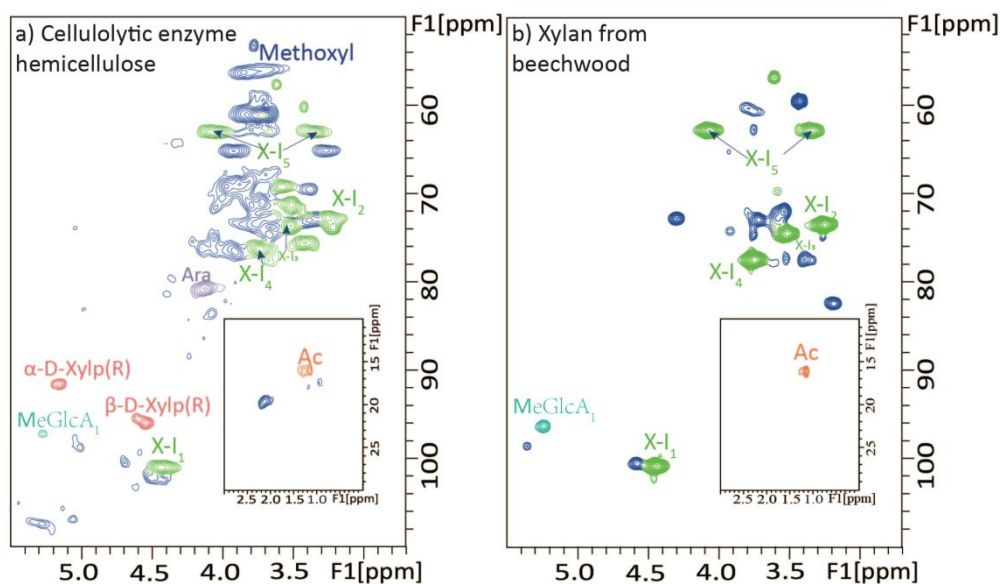 F1[ppm]
a) Cellulolytic enzyme
hemicellulose
Methoxyl
X-I₅
X-I₂
X-I₃
X-I₄
Ara
α-D-Xylp(R)
β-D-Xylp(R)
MeGlcA₁
X-I₁
60
70
80
90
100
5.0 4.5 4.0 3.5 F1[ppm]
Ac
F1[ppm]
15
20
25
2.5 2.0 1.5 1.0 F1[ppm]
F1[ppm]
b) Xylan from
beechwood
X-I₅
X-I₂
X-I₃
X-I₄
MeGlcA₁
X-I₁
60
70
80
90
100
5.0 4.5 4.0 3.5 F1[ppm]
Ac
F1[ppm]
15
20
25
2.5 2.0 1.5 1.0 F1[ppm]